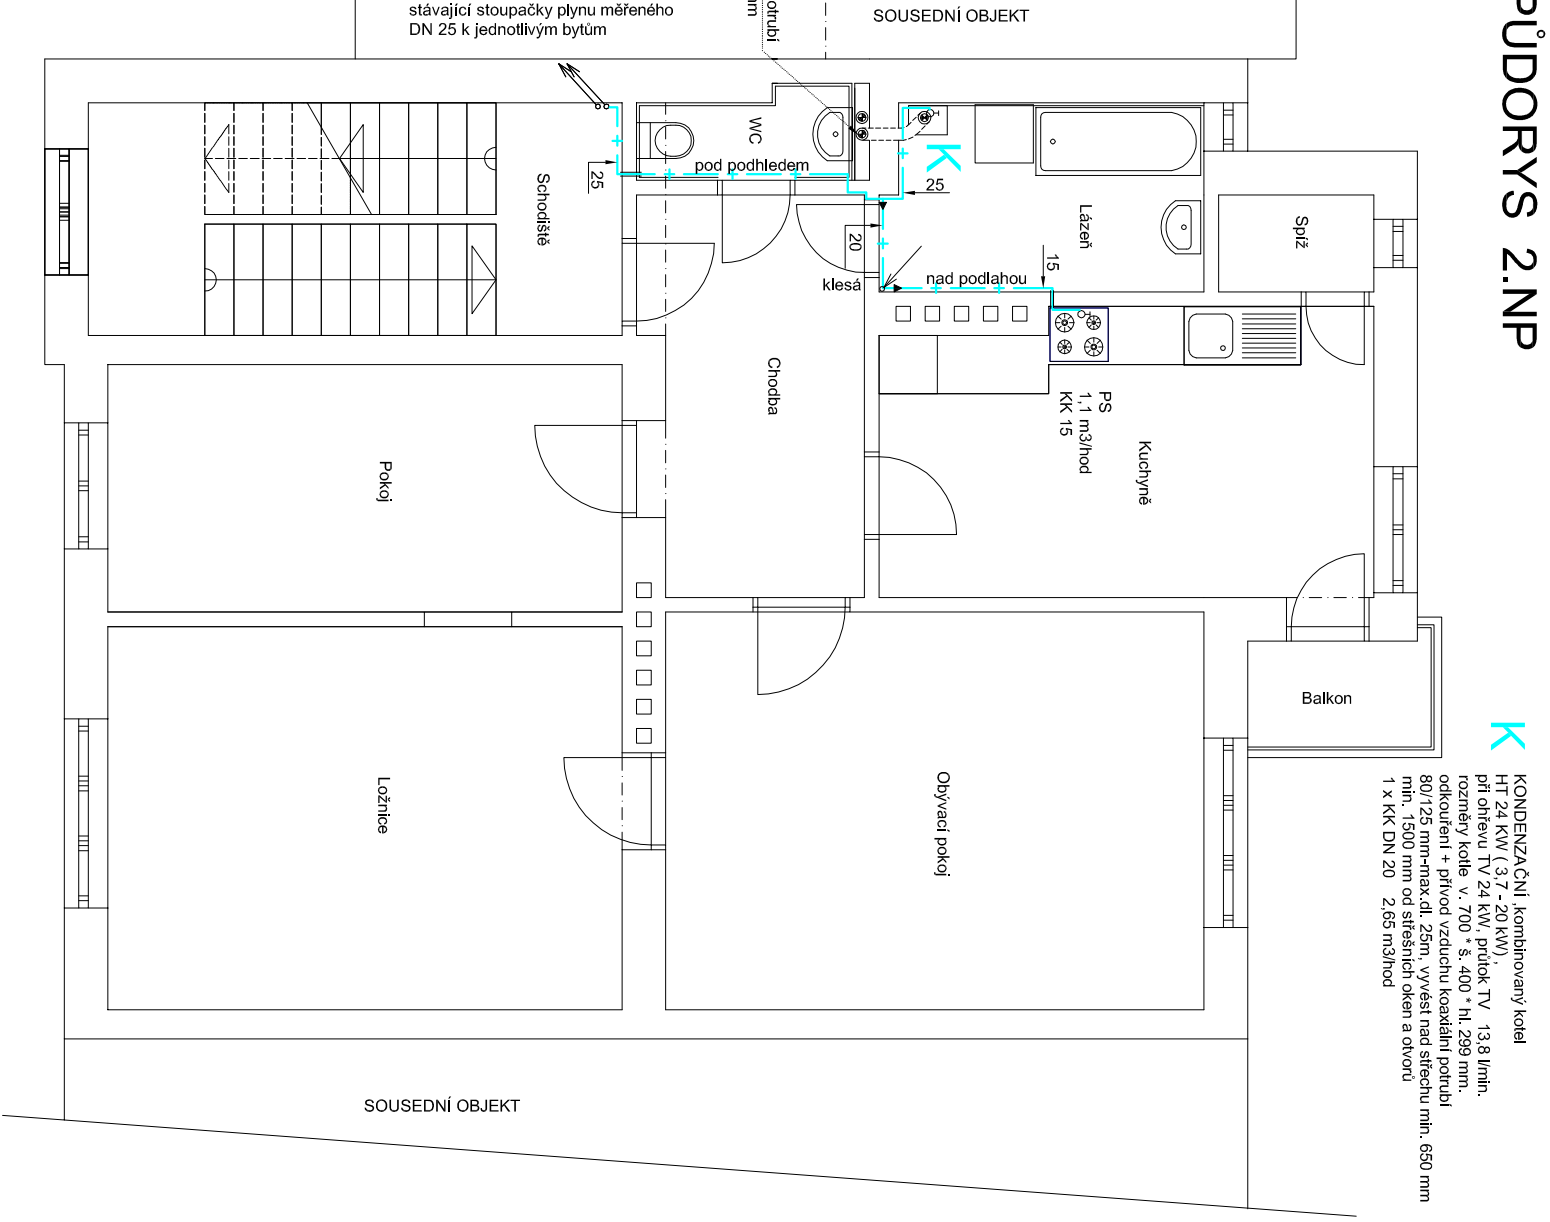 PŮDORYS 2.NP
stávající stoupačky plynu měřeného
DN 25 k jednotlivým bytům
otrubí
m
SOUSEDNÍ OBJEKT
WC
pod podhledem
25
Schodiště
K
25
20
klesá
nad podlahou
15
Lázeň
Spíž
Chodba
PS
1,1 m3/hod
KK 15
Kuchyně
Pokoj
Balkon
Ložnice
Obývací pokoj
K
KONDENZAČNÍ ,kombinovaný kotel
HT 24 KW ( 3,7 - 20 kW) ,
při ohřevu TV 24 kW, průtok TV 13,8 l/min.
rozměry kotle v. 700 * š. 400 * hl. 299 mm.
odkouření + přívod vzduchu koaxiální potrubí
80/125 mm-max.dl. 25m, vyvést nad střechu min. 650 mm
min. 1500 mm od střešních oken a otvorů
1 x KK DN 20 2,65 m3/hod
SOUSEDNÍ OBJEKT